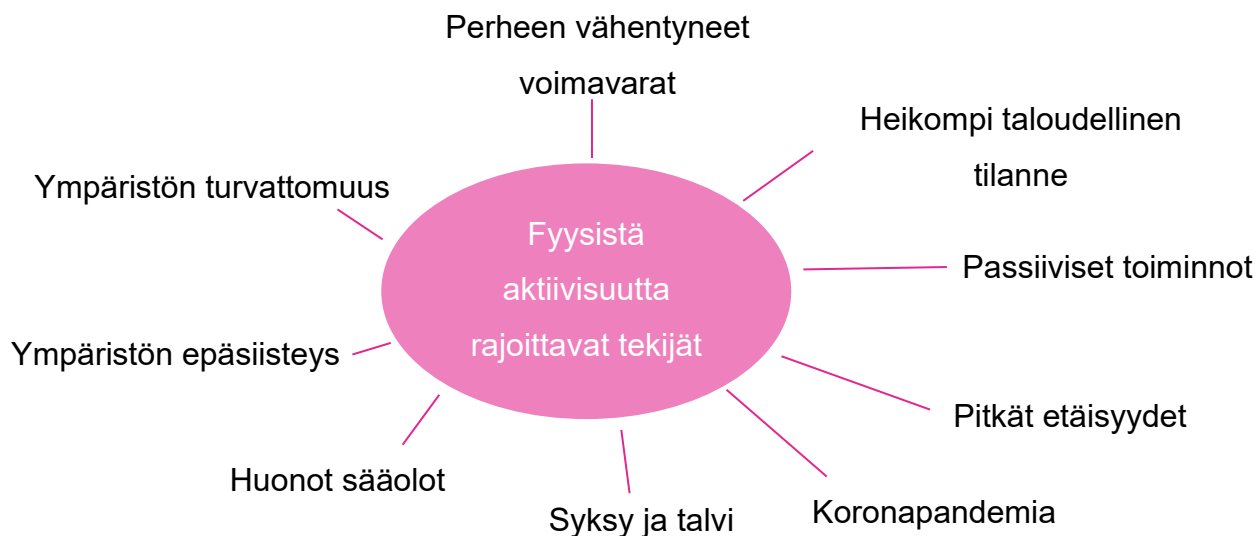 Perheen vähentyneet
voimavarat
Heikompi taloudellinen
tilanne
Ympäristön turvattomuus
Fyysistä
aktiivisuutta
rajoittavat tekijät
Passiiviset toiminnot
Ympäristön epäsiisteys
Pitkät etäisyydet
Huonot sääolot
Syksy ja talvi
Koronapandemia